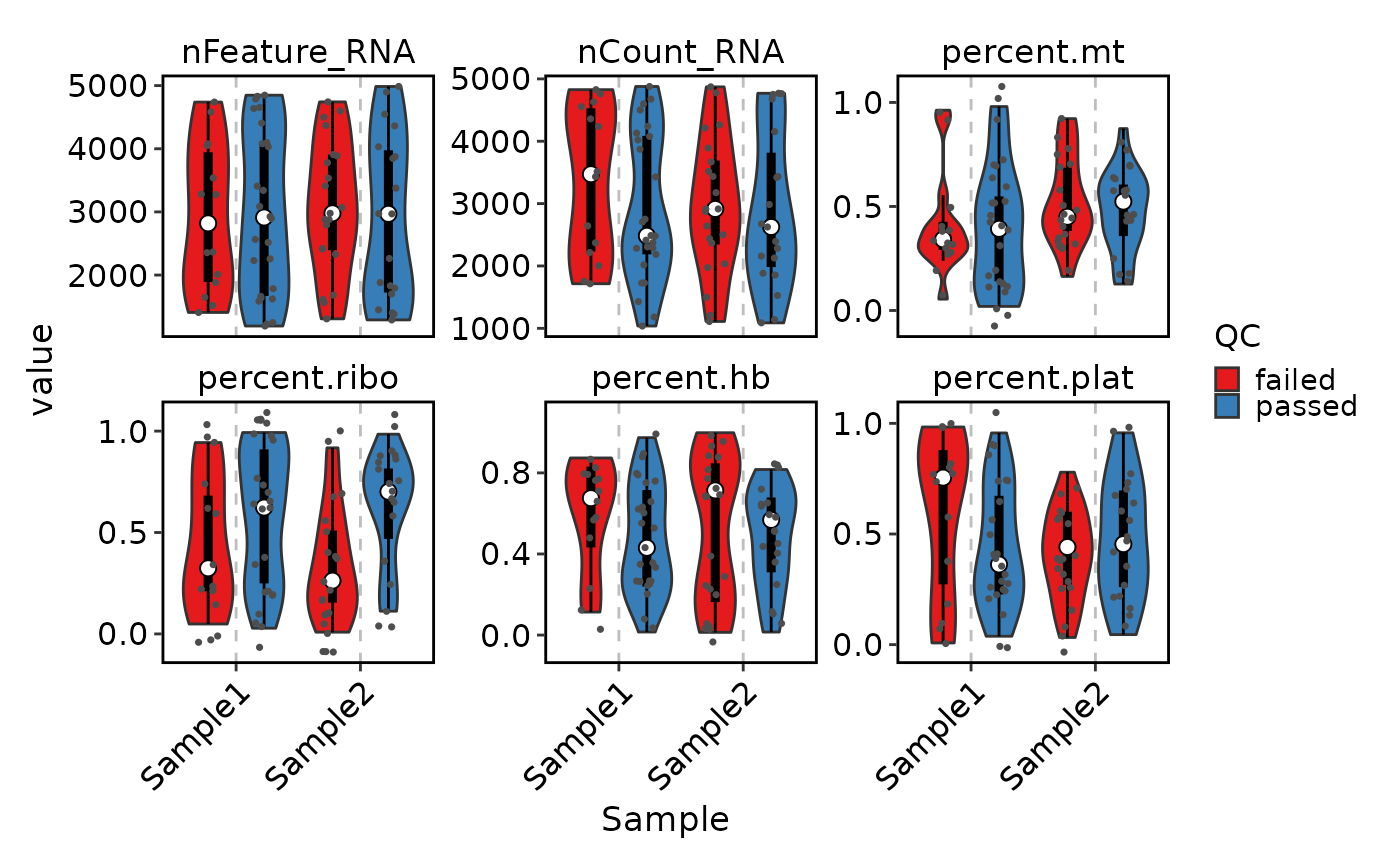 nFeature_RNA
nCount_RNA
percent.mt
5000
4000
3000
2000
5000
4000
3000
2000
1000
1.0
0.5
0.0
value
percent.ribo
percent.hb
percent.plat
1.0
0.5
0.0
0.8
0.4
0.0
1.0
0.5
0.0
Sample1
Sample2
Sample1
Sample2
Sample1
Sample2
Sample
QC
failed
passed